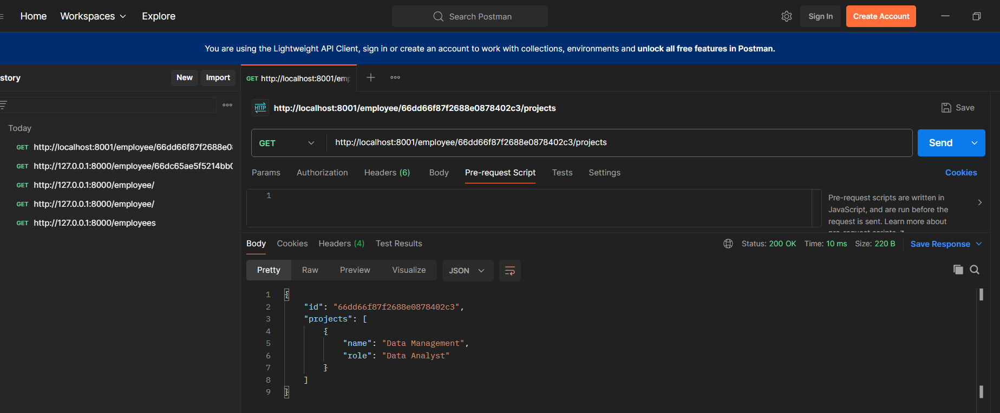 Home Workspaces Explore Search Postman Sign In Create Account
You are using the Lightweight API Client, sign in or create an account to work with collections, environments and unlock all free features in Postman.
story New Import
GET http://localhost:8001/emp
http://localhost:8001/employee/66dd66f87f2688e0878402c3/projects Save
Today
GET http://localhost:8001/employee/66dd66f87f2688e0
GET http://127.0.0.1:8000/employee/66dc65ae5f5214bb0
GET http://127.0.0.1:8000/employee/
GET http://127.0.0.1:8000/employee/
GET http://127.0.0.1:8000/employees
GET http://localhost:8001/employee/66dd66f87f2688e0878402c3/projects Send
Params Authorization Headers (6) Body Pre-request Script Tests Settings Cookies
1
Pre-request scripts are written in
JavaScript, and are run before the
request is sent. Learn more about
pre-request scripts
Body Cookies Headers (4) Test Results Status: 200 OK Time: 10 ms Size: 220 B Save Response
Pretty Raw Preview Visualize JSON
1 {
2 "id": "66dd66f87f2688e0878402c3",
3 "projects": [
4 {
5 "name": "Data Management",
6 "role": "Data Analyst"
7 }
8 ]
9 }